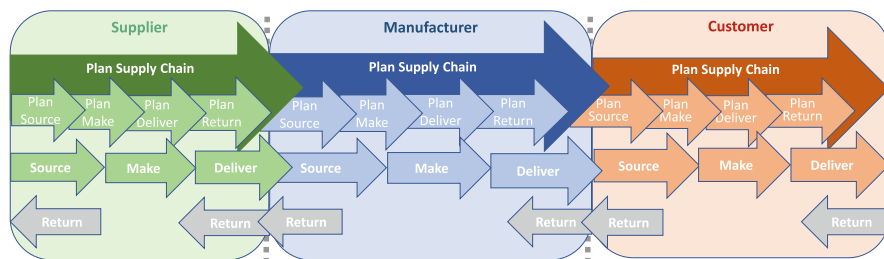 Supplier
Manufacturer
Customer
Plan Supply Chain
Plan Supply Chain
Plan Supply Chain
Plan
Source
Plan
Make
Plan
Deliver
Plan
Return
Plan
Source
Plan
Make
Plan
Deliver
Plan
Return
Plan
Source
Plan
Make
Plan
Deliver
Plan
Return
Source
Make
Deliver
Source
Make
Deliver
Source
Make
Deliver
Return
Return
Return
Return
Return
Return